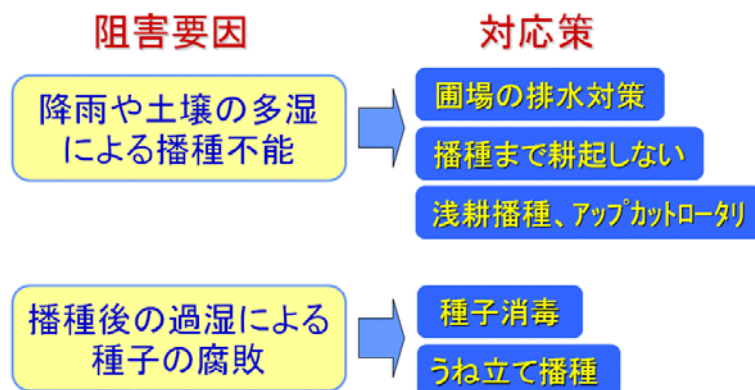 阻害要因
対応策
降雨や土壌の多湿
による播種不能
圃場の排水対策
播種まで耕起しない
浅耕播種、アップカットロータリ
播種後の過湿による
種子の腐敗
種子消毒
うね立て播種